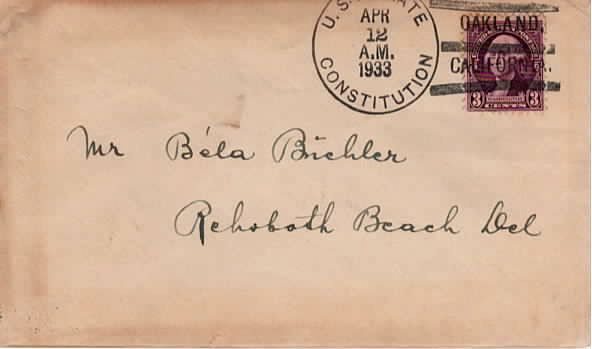 U.S. FRIGATE
APR
12
A.M.
1933
CONSTITUTION
OAKLAND,
CALIFORNIA.
3 3
Mr Béla Büchler
Rehoboth Beach Del